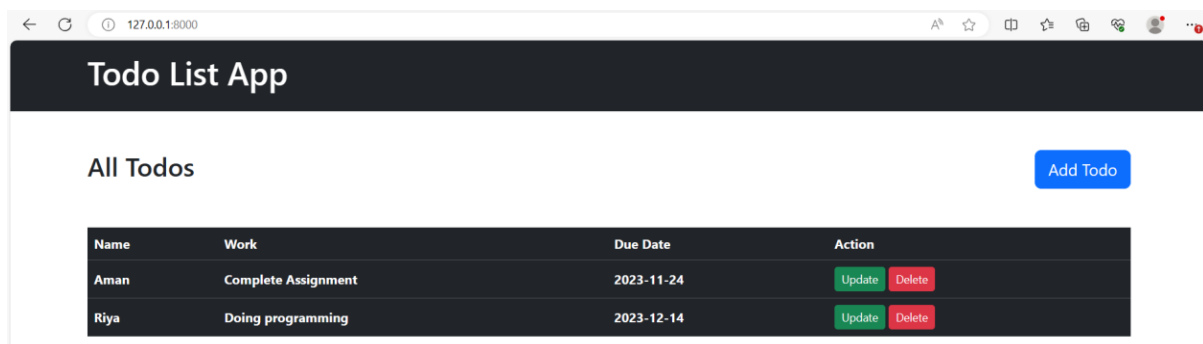 127.0.0.1:8000
Todo List App
All Todos
Add Todo
Name Work Due Date Action
Aman Complete Assignment 2023-11-24 Update Delete
Riya Doing programming 2023-12-14 Update Delete